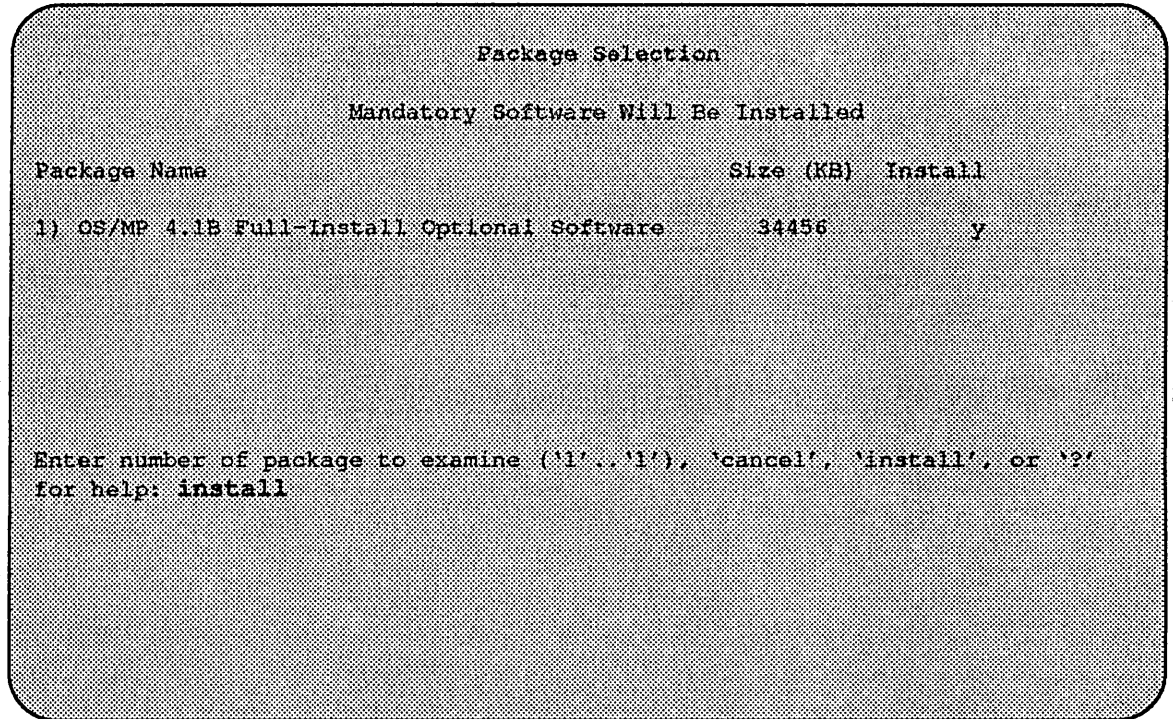 Package Selection
Mandatory Software Will Be Installed
Package Name Size (KB) Install
1) OS/MP 4.1B Full-Install Optional Software 34456 y
Enter number of package to examine ('1'..'1'), 'cancel', 'install', or '?'
for help: install